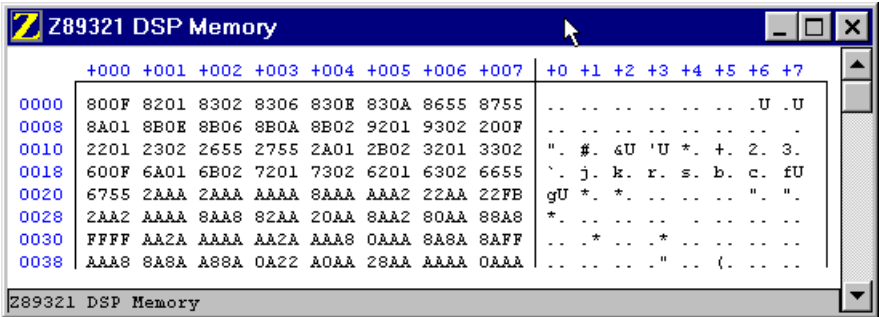 Z Z89321 DSP Memory
+000 +001 +002 +003 +004 +005 +006 +007 +0 +1 +2 +3 +4 +5 +6 +7
0000 800F 8201 8302 8306 830E 830A 8655 8755 .. .. .. .. .. .. .U .U
0008 8A01 8B0E 8B06 8B0A 8B02 9201 9302 200F .. .. .. .. .. .. ..  .
0010 2201 2302 2655 2755 2A01 2B02 3201 3302 ". #. &U 'U *. +. 2. 3.
0018 600F 6A01 6B02 7201 7302 6201 6302 6655 `. j. k. r. s. b. c. fU
0020 6755 2AAA 2AAA AAAA 8AAA AAA2 22AA 22FB gU *. *. .. .. .. ". ".
0028 2AA2 AAAA 8AA8 82AA 20AA 8AA2 80AA 88A8 *. .. .. ..  . .. .. ..
0030 FFFF AA2A AAAA AA2A AAA8 0AAA 8A8A 8AFF .. .* .. .* .. .. .. ..
0038 AAA8 8A8A A88A 0A22 A0AA 28AA AAAA 0AAA .. .. .. ." .. (. .. ..
Z89321 DSP Memory